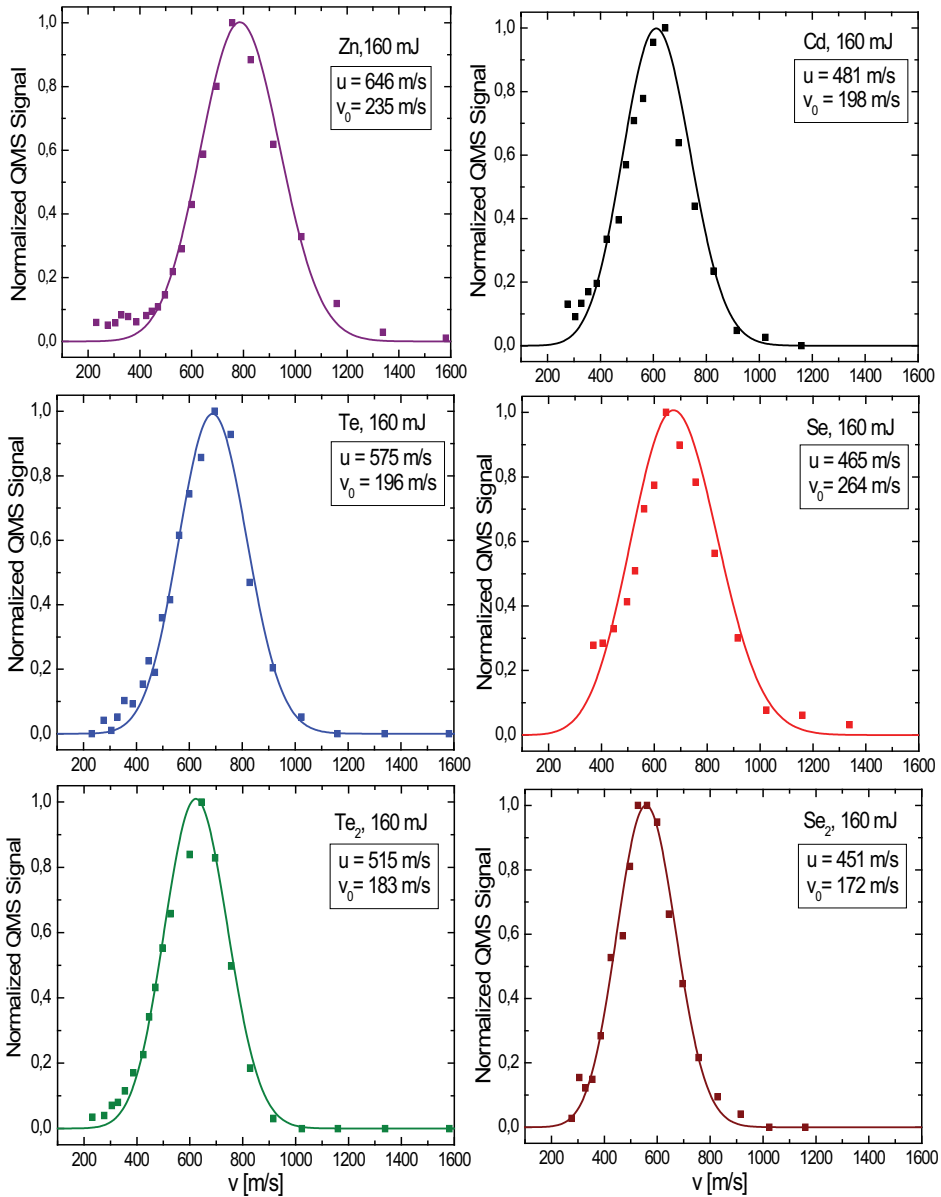 Normalized QMS Signal
1,0
0,8
0,6
0,4
0,2
0,0
Zn,160 mJ
u = 646 m/s
v0 = 235 m/s
200 400 600 800 1000 1200 1400 1600
Normalized QMS Signal
1,0
0,8
0,6
0,4
0,2
0,0
Cd, 160 mJ
u = 481 m/s
v0 = 198 m/s
200 400 600 800 1000 1200 1400 1600
Normalized QMS Signal
1,0
0,8
0,6
0,4
0,2
0,0
Te, 160 mJ
u = 575 m/s
v0 = 196 m/s
200 400 600 800 1000 1200 1400 1600
Normalized QMS Signal
1,0
0,8
0,6
0,4
0,2
0,0
Se, 160 mJ
u = 465 m/s
v0 = 264 m/s
200 400 600 800 1000 1200 1400 1600
Normalized QMS Signal
1,0
0,8
0,6
0,4
0,2
0,0
Te2, 160 mJ
u = 515 m/s
v0 = 183 m/s
200 400 600 800 1000 1200 1400 1600
v [m/s]
Normalized QMS Signal
1,0
0,8
0,6
0,4
0,2
0,0
Se2, 160 mJ
u = 451 m/s
v0= 172 m/s
200 400 600 800 1000 1200 1400 1600
v [m/s]